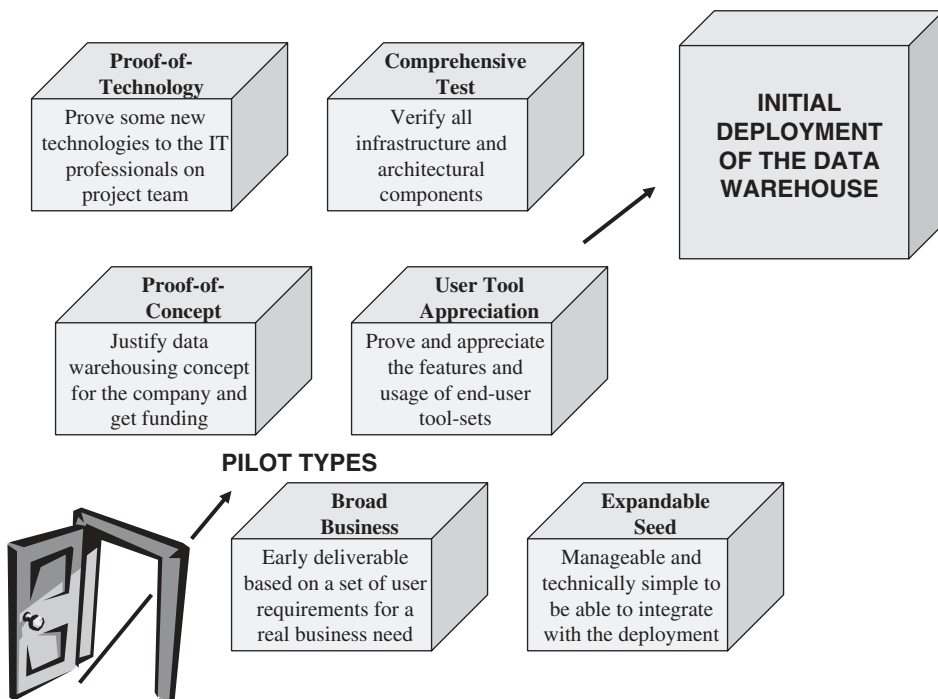 Proof-of-
Technology
Prove some new
technologies to the IT
professionals on
project team
Comprehensive
Test
Verify all
infrastructure and
architectural
components
INITIAL
DEPLOYMENT
OF THE DATA
WAREHOUSE
Proof-of-
Concept
Justify data
warehousing concept
for the company and
get funding
User Tool
Appreciation
Prove and appreciate
the features and
usage of end-user
tool-sets
PILOT TYPES
Broad
Business
Early deliverable
based on a set of user
requirements for a
real business need
Expandable
Seed
Manageable and
technically simple to
be able to integrate
with the deployment